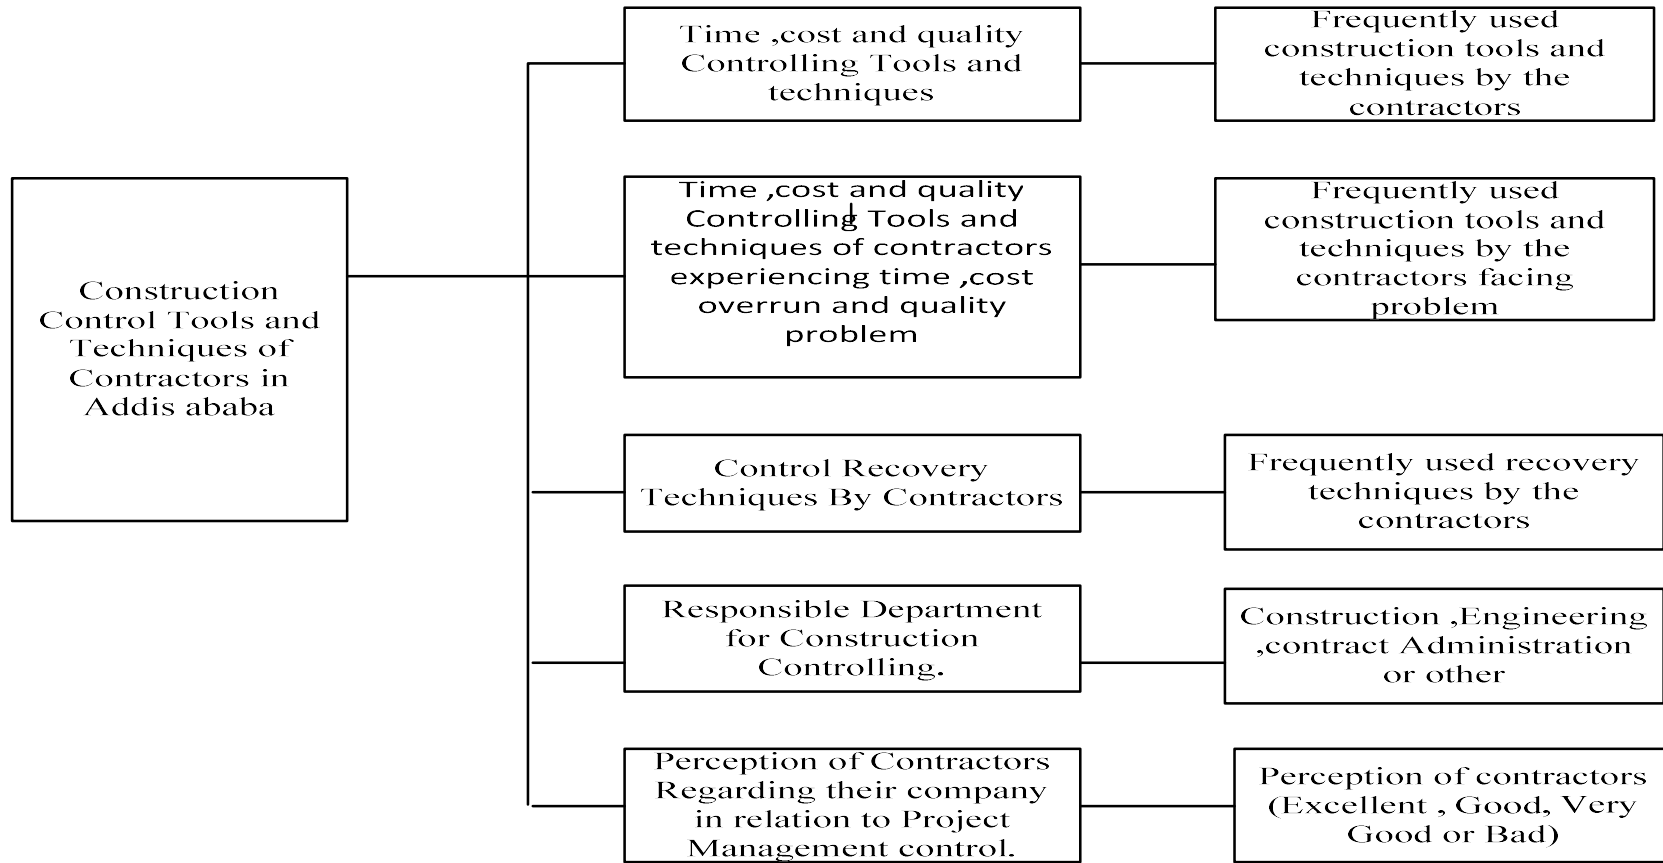 Construction
Control Tools and
Techniques of
Contractors in
Addis ababa
Time ,cost and quality
Controlling Tools and
techniques
Frequently used
construction tools and
techniques by the
contractors
Time ,cost and quality
Controlling Tools and
techniques of contractors
experiencing time ,cost
overrun and quality
problem
Frequently used
construction tools and
techniques by the
contractors facing
problem
Control Recovery
Techniques By Contractors
Frequently used recovery
techniques by the
contractors
Responsible Department
for Construction
Controlling.
Construction ,Engineering
,contract Administration
or other
Perception of Contractors
Regarding their company
in relation to Project
Management control.
Perception of contractors
(Excellent , Good, Very
Good or Bad)